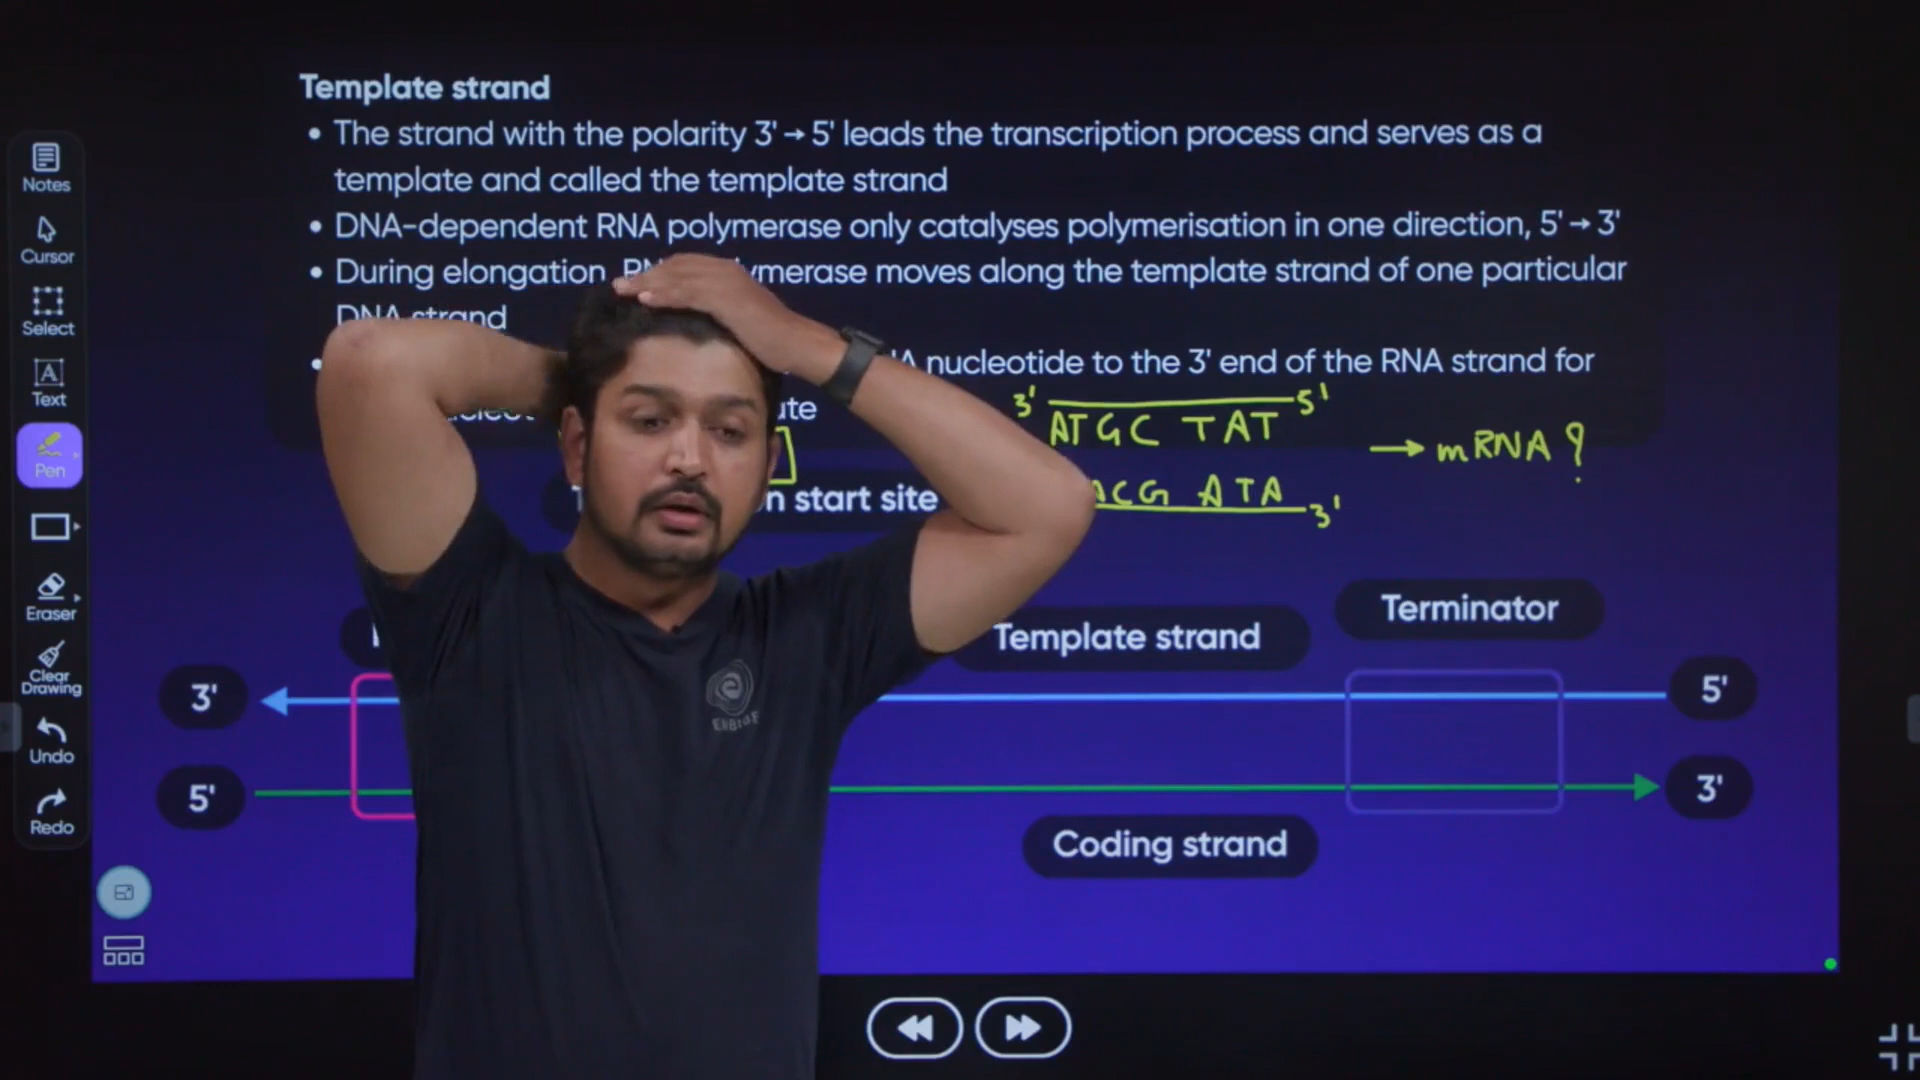 Template strand
• The strand with the polarity 3' → 5' leads the transcription process and serves as a
template and called the template strand
• DNA-dependent RNA polymerase only catalyses polymerisation in one direction, 5' → 3'
• During elongation, polymerase moves along the template strand of one particular
DNA strand
• nucleotide to the 3' end of the RNA strand for
3' 5'
ATGC TAT
→ mRNA?
ACG ATA
3'
start site
Template strand
Terminator
3' 5'
5' 3'
Coding strand
Notes
Cursor
Select
A
Text
Pen
Eraser
Clear
Drawing
Undo
Redo